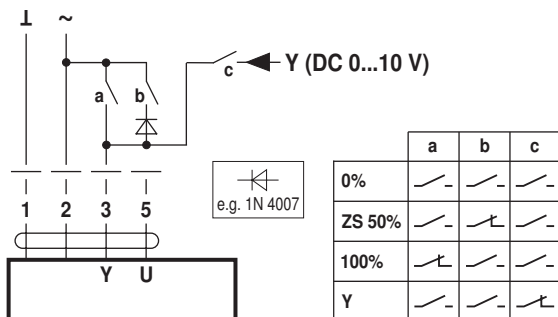 ⊥ ~
a b c Y (DC 0...10 V)
1 2 3 5
Y U
e.g. 1N 4007
a b c
0%
ZS 50%
100%
Y